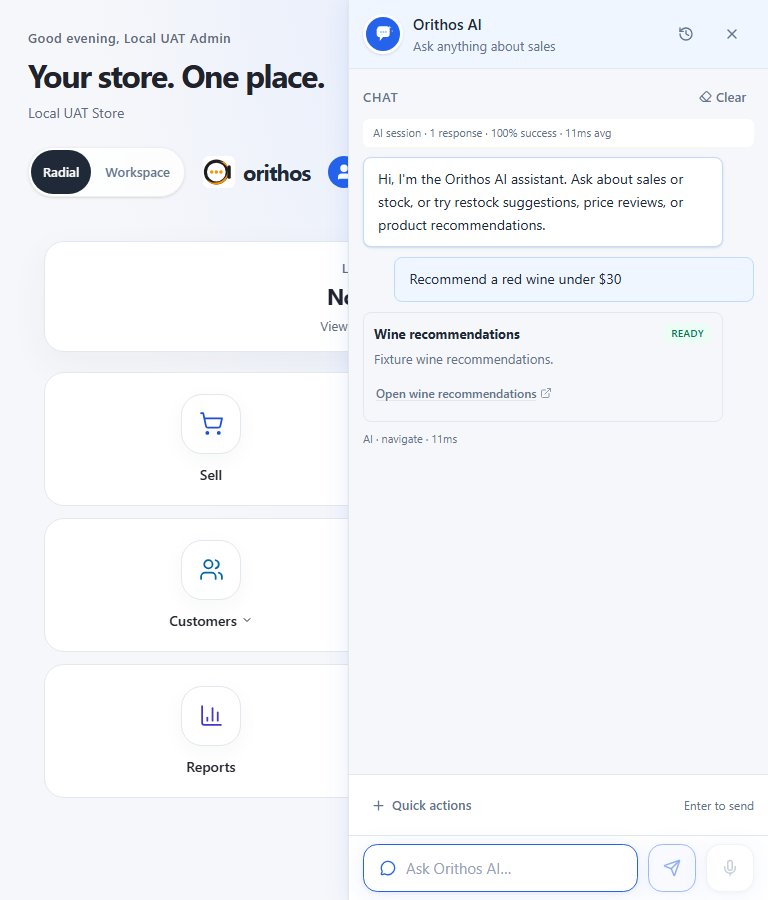 Good evening, Local UAT Admin
Your store. One place.
Local UAT Store
Radial
Workspace
orithos
View
Sell
Customers
Reports
Orithos AI
Ask anything about sales
CHAT
Clear
AI session · 1 response · 100% success · 11ms avg
Hi, I'm the Orithos AI assistant. Ask about sales or
stock, or try restock suggestions, price reviews, or
product recommendations.
Recommend a red wine under $30
Wine recommendations
READY
Fixture wine recommendations.
Open wine recommendations
AI · navigate · 11ms
Quick actions
Enter to send
Ask Orithos AI...